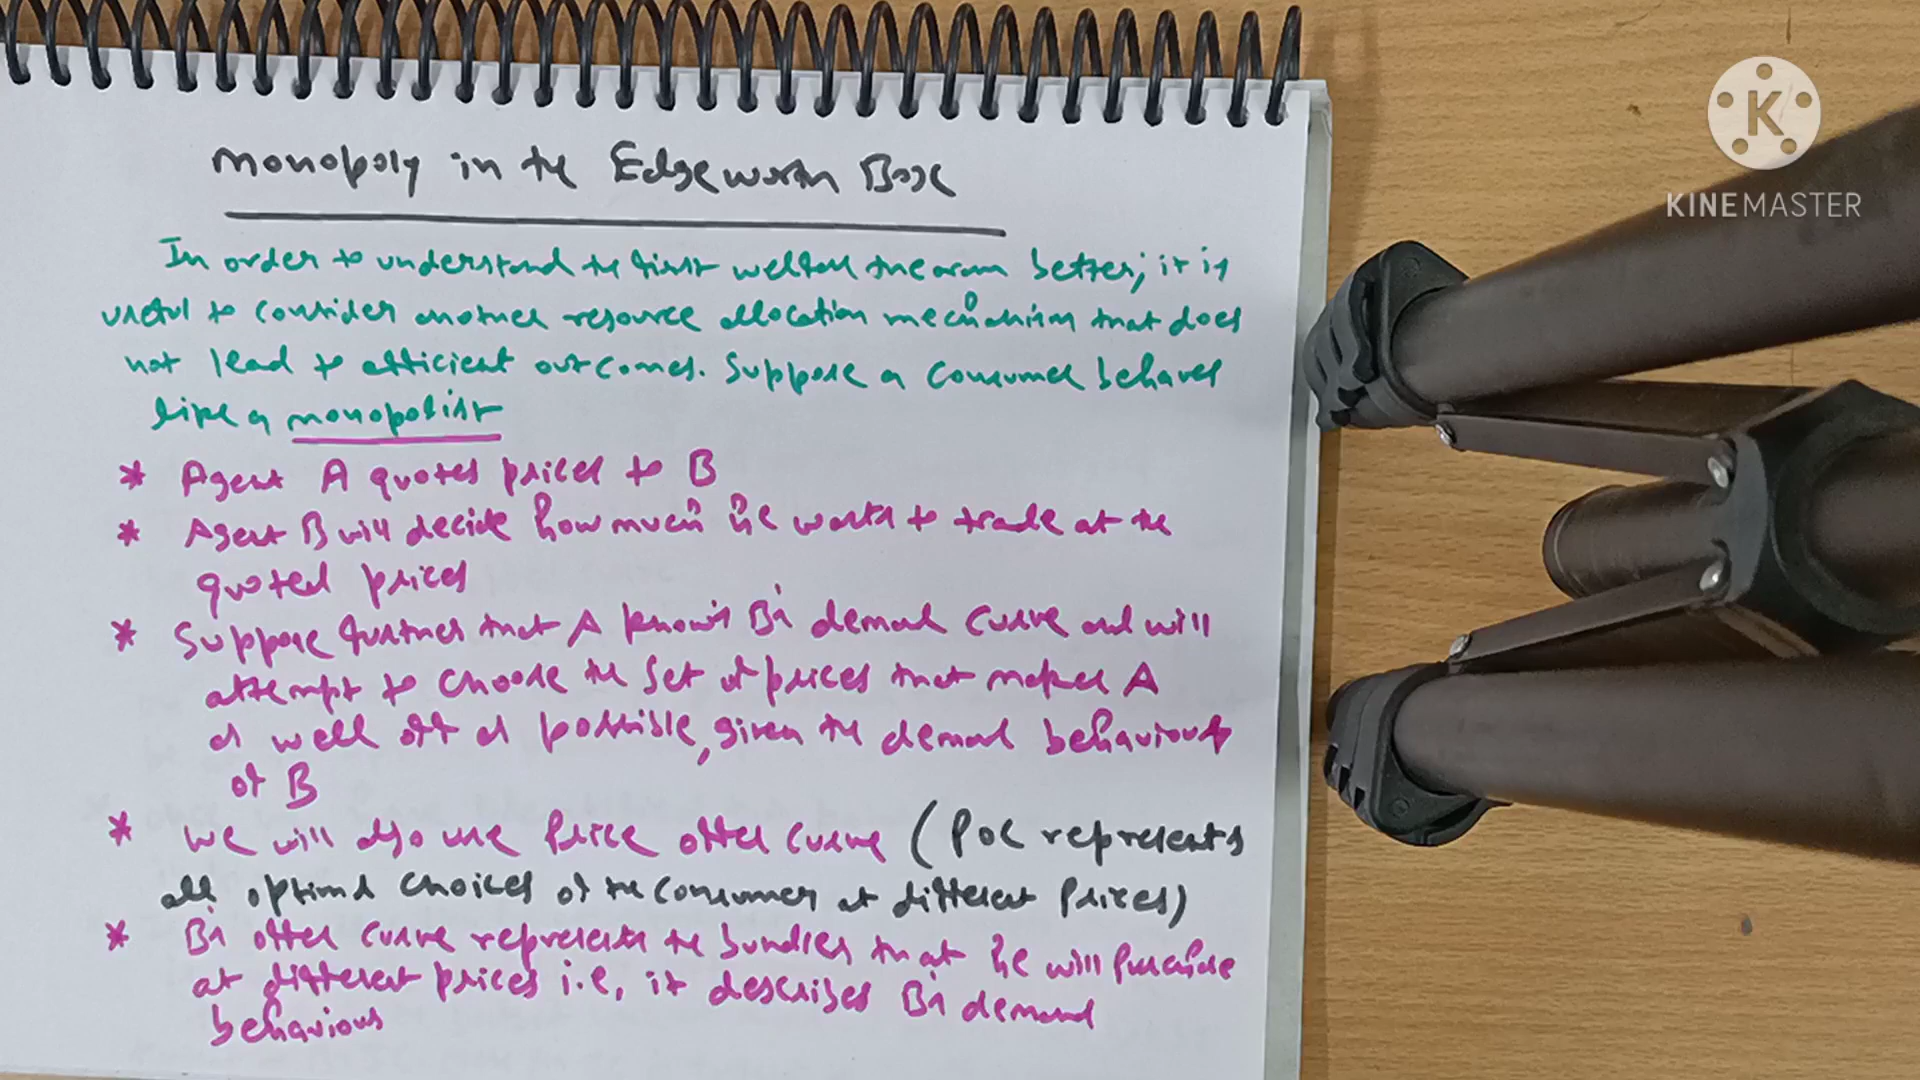 Monopoly in the Edgeworth Box
In order to understand the first welfare theorem better, it is
useful to consider another resource allocation mechanism that does
not lead to efficient outcomes. Suppose a consumer behaves
like a monopolist
* Agent A quotes prices to B
* Agent B will decide how much he wants to trade at the
quoted prices
* Suppose further that A knows B's demand curve and will
attempt to choose the set of prices that makes A
as well off as possible, given the demand behaviour
of B
* We will also use Price offer curve (POC represents
all optimal choices of the consumer at different Prices)
* B's offer curve represents the bundles that he will purchase
at different prices i.e, it describes B's demand
behaviour
K
KINEMASTER